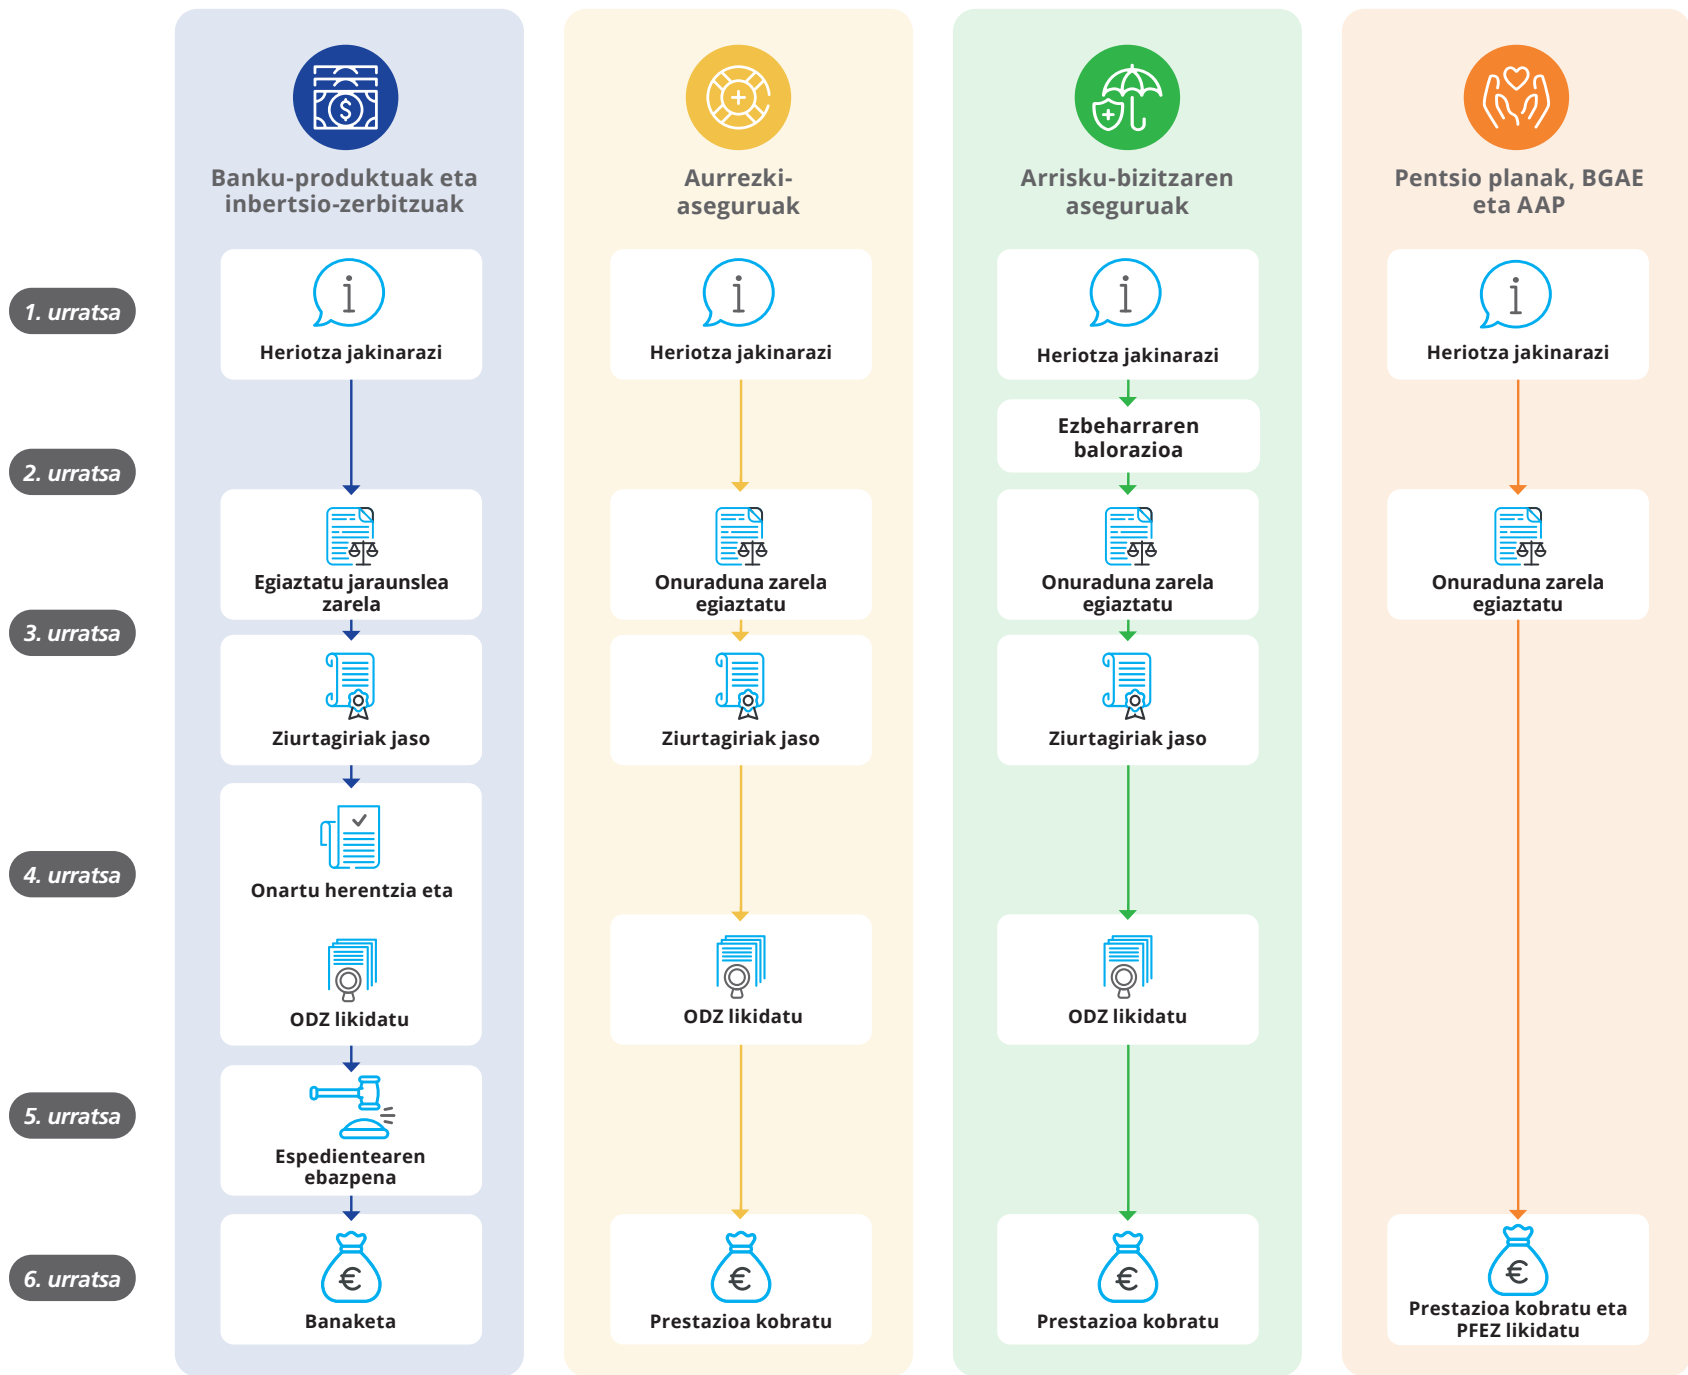 Banku-produktuak eta
inbertsio-zerbitzuak
Aurrezki-
aseguruak
Arrisku-bizitzaren
aseguruak
Pentsio planak, BGAE
eta AAP
1. urratsa
Heriotza jakinarazi
Heriotza jakinarazi
Heriotza jakinarazi
Heriotza jakinarazi
2. urratsa
Ezbeharraren
balorazioa
Egiaztatu jaraunslea
zarela
Onuraduna zarela
egiaztatu
Onuraduna zarela
egiaztatu
Onuraduna zarela
egiaztatu
3. urratsa
Ziurtagiriak jaso
Ziurtagiriak jaso
Ziurtagiriak jaso
4. urratsa
Onartu herentzia eta
ODZ likidatu
ODZ likidatu
ODZ likidatu
5. urratsa
Espedientearen
ebazpena
6. urratsa
Banaketa
Prestazioa kobratu
Prestazioa kobratu
Prestazioa kobratu eta
PFEZ likidatu